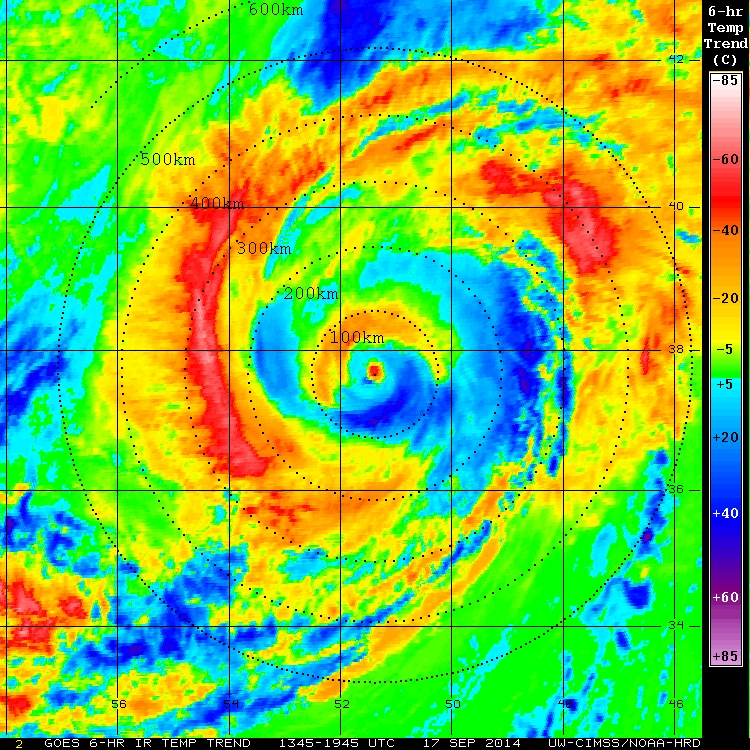 600km
6-hr
Temp
Trend
(C)
42
-85
500km
-60
400km
40
-40
300km
200km
-20
100km
38
-5
+5
+20
36
+40
+60
34
+85
56
54
52
50
48
46
2 GOES 6-HR IR TEMP TREND 1345-1945 UTC 17 SEP 2014 UW-CIMSS/NOAA-HRD